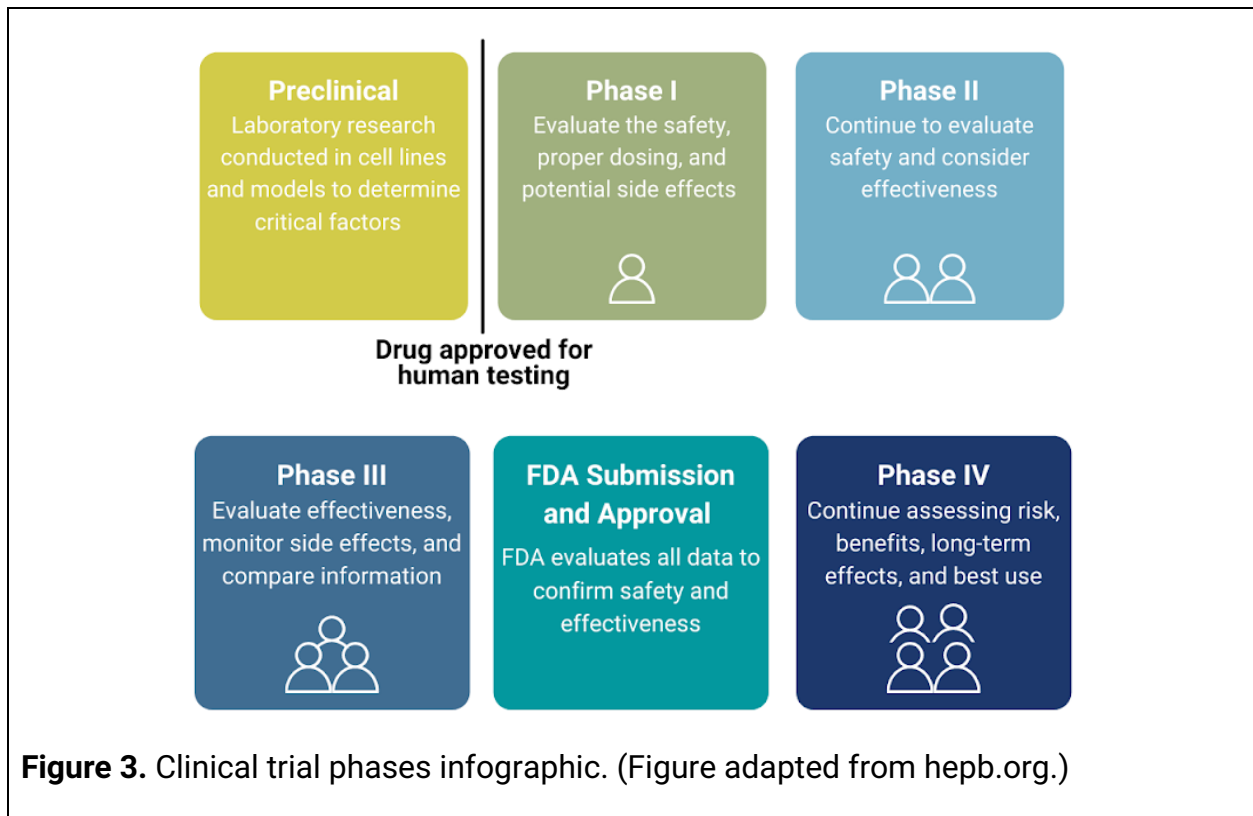 Preclinical
Laboratory research
conducted in cell lines
and models to determine
critical factors
Phase I
Evaluate the safety,
proper dosing, and
potential side effects
Phase II
Continue to evaluate
safety and consider
effectiveness
Drug approved for
human testing
Phase III
Evaluate effectiveness,
monitor side effects, and
compare information
FDA Submission
and Approval
FDA evaluates all data to
confirm safety and
effectiveness
Phase IV
Continue assessing risk,
benefits, long-term
effects, and best use
Figure 3. Clinical trial phases infographic. (Figure adapted from hepb.org.)